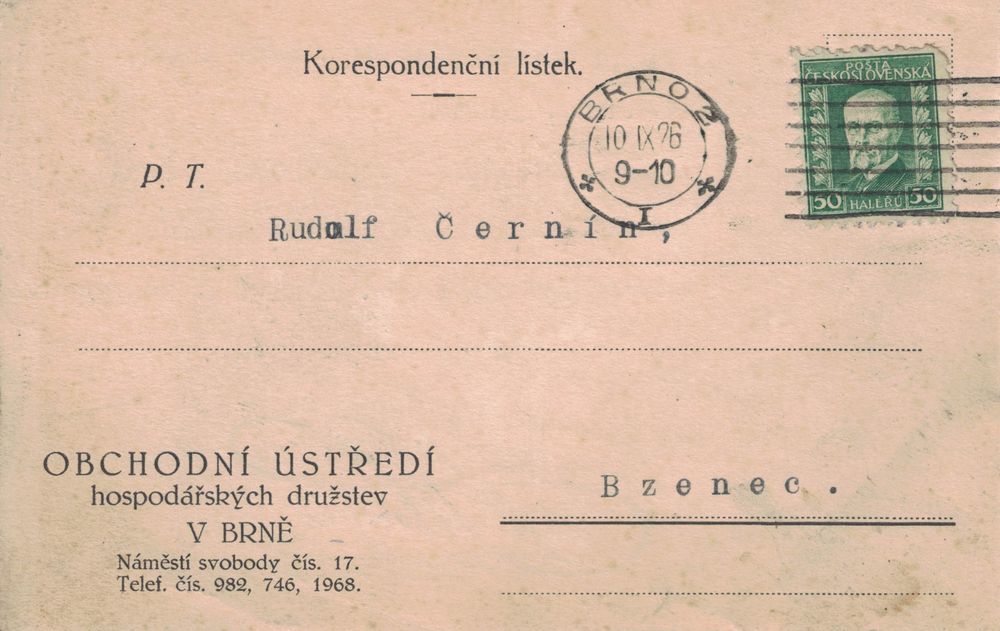 Korespondenční lístek.
POŠTA
ČESKOSLOVENSKÁ
50 HALÉŘŮ 50
BRNO 2
10 IX 26
9-10
I
P. T.
Rudolf Černín,
OBCHODNÍ ÚSTŘEDÍ
hospodářských družstev
V BRNĚ
Náměstí svobody čís. 17.
Telef. čís. 982, 746, 1968.
Bzenec.